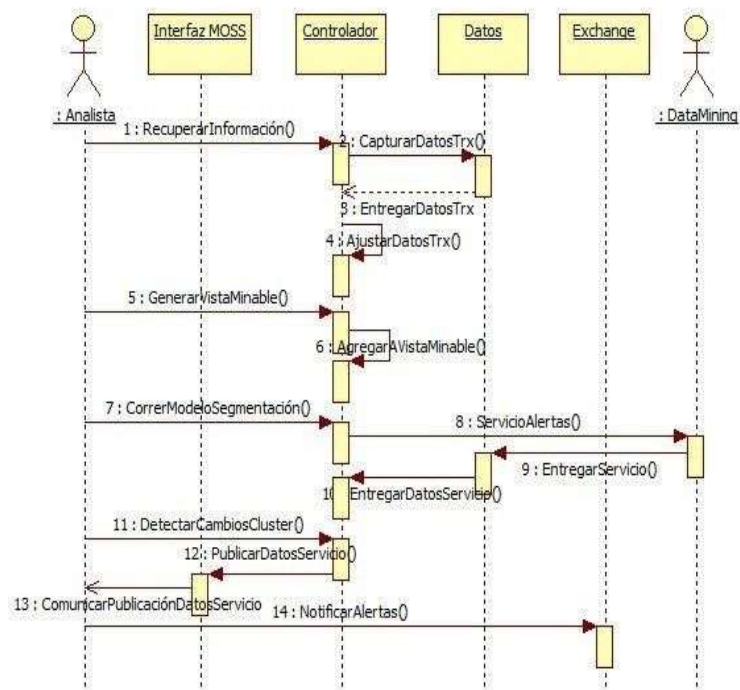 Interfaz MOSS
Controlador
Datos
Exchange
: Analista
: DataMining
1 : RecuperarInformación()
2 : CapturarDatosTrx()
3 : EntregarDatosTrx
4 : AjustarDatosTrx()
5 : GenerarVistaMinable()
6 : AgregarAVistaMinable()
7 : CorrerModeloSegmentación()
8 : ServicioAlertas()
9 : EntregarServicio()
10 : EntregarDatosServicio()
11 : DetectarCambiosCluster()
12 : PublicarDatosServicio()
13 : ComunicarPublicaciónDatosServicio
14 : NotificarAlertas()